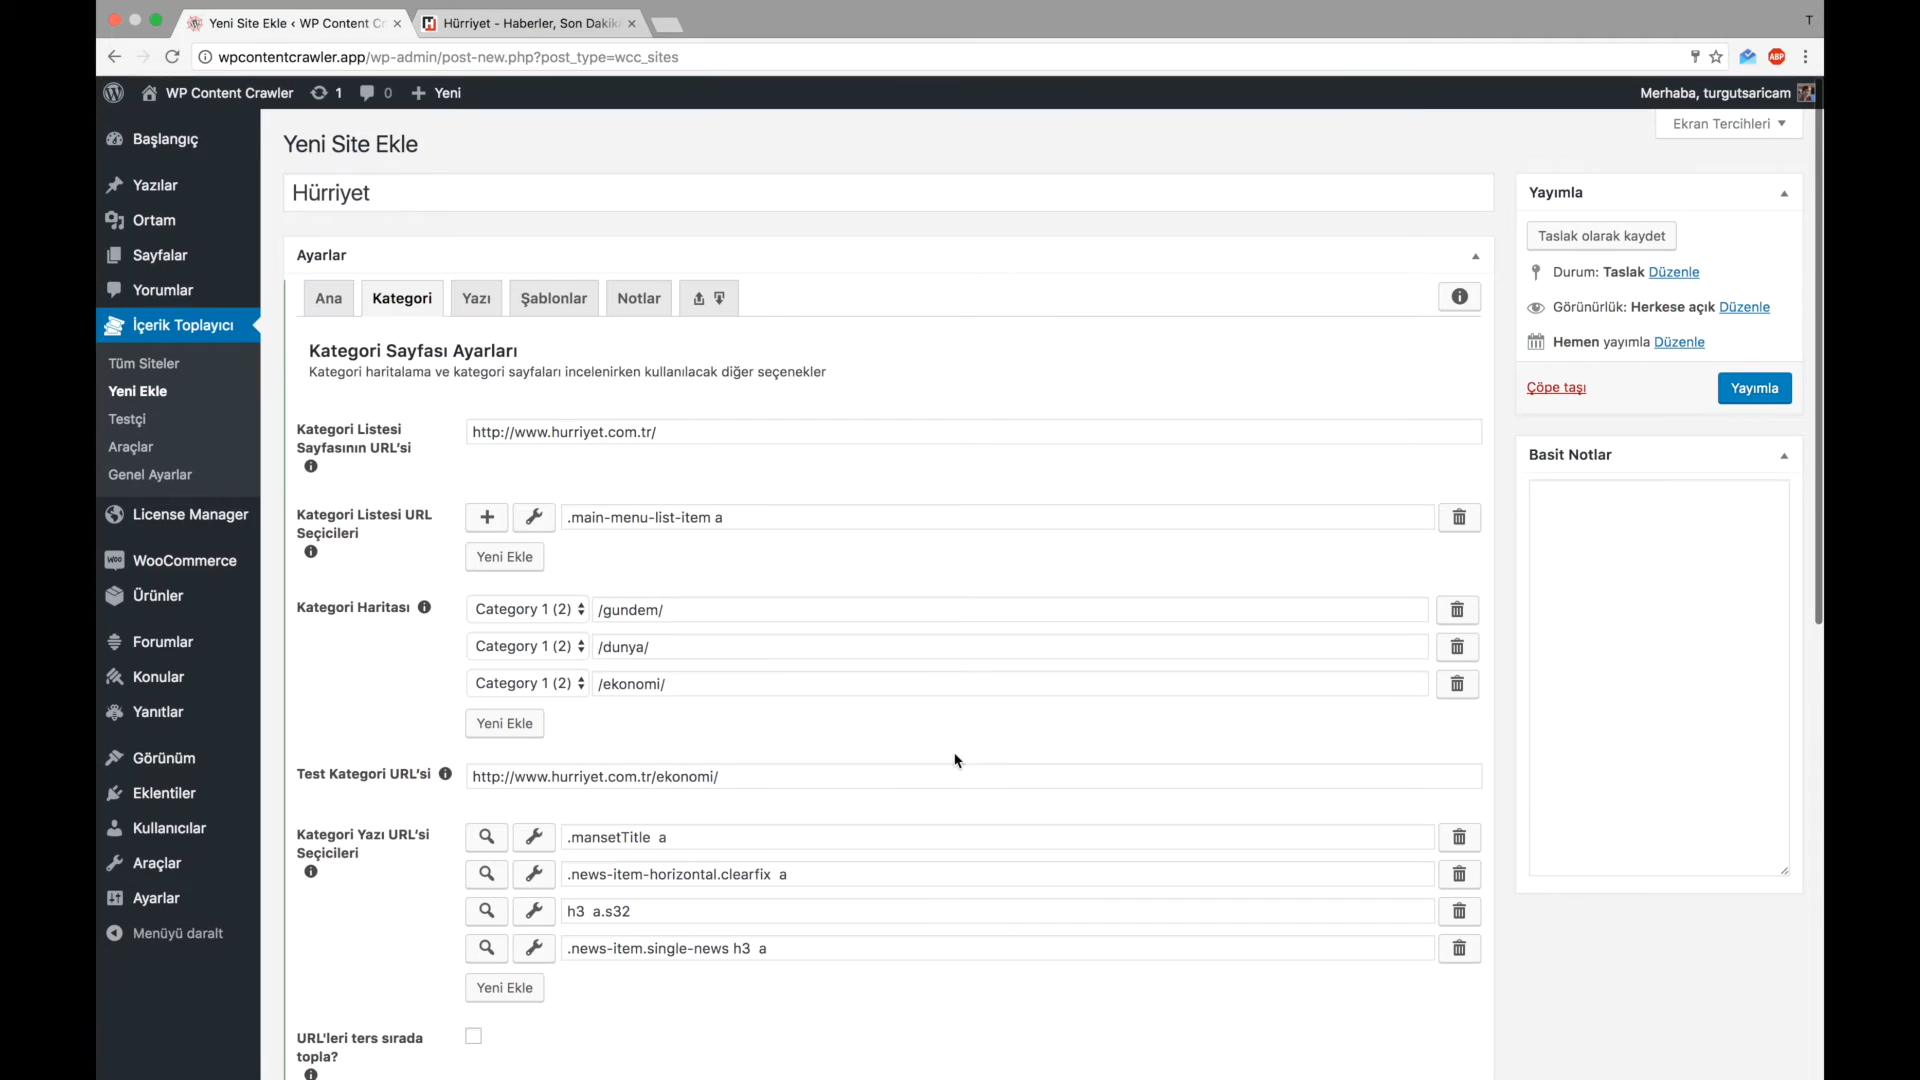 Yeni Site Ekle ‹ WP Content Cr
Hürriyet - Haberler, Son Dakik
T
wpcontentcrawler.app/wp-admin/post-new.php?post_type=wcc_sites
ABP
WP Content Crawler
1
0
Yeni
Merhaba, turgutsaricam
Başlangıç
Yazılar
Ortam
Sayfalar
Yorumlar
İçerik Toplayıcı
Tüm Siteler
Yeni Ekle
Testçi
Araçlar
Genel Ayarlar
License Manager
WooCommerce
Ürünler
Forumlar
Konular
Yanıtlar
Görünüm
Eklentiler
Kullanıcılar
Araçlar
Ayarlar
Menüyü daralt
Ekran Tercihleri
Yeni Site Ekle
Hürriyet
Ayarlar
Ana
Kategori
Yazı
Şablonlar
Notlar
Kategori Sayfası Ayarları
Kategori haritalama ve kategori sayfaları incelenirken kullanılacak diğer seçenekler
Kategori Listesi
Sayfasının URL'si
http://www.hurriyet.com.tr/
Kategori Listesi URL
Seçicileri
.main-menu-list-item a
Yeni Ekle
Kategori Haritası
Category 1 (2)
/gundem/
Category 1 (2)
/dunya/
Category 1 (2)
/ekonomi/
Yeni Ekle
Test Kategori URL'si
http://www.hurriyet.com.tr/ekonomi/
Kategori Yazı URL'si
Seçicileri
.mansetTitle  a
.news-item-horizontal.clearfix  a
h3  a.s32
.news-item.single-news h3  a
Yeni Ekle
URL'leri ters sırada
topla?
Yayımla
Taslak olarak kaydet
Durum: Taslak Düzenle
Görünürlük: Herkese açık Düzenle
Hemen yayımla Düzenle
Çöpe taşı
Yayımla
Basit Notlar